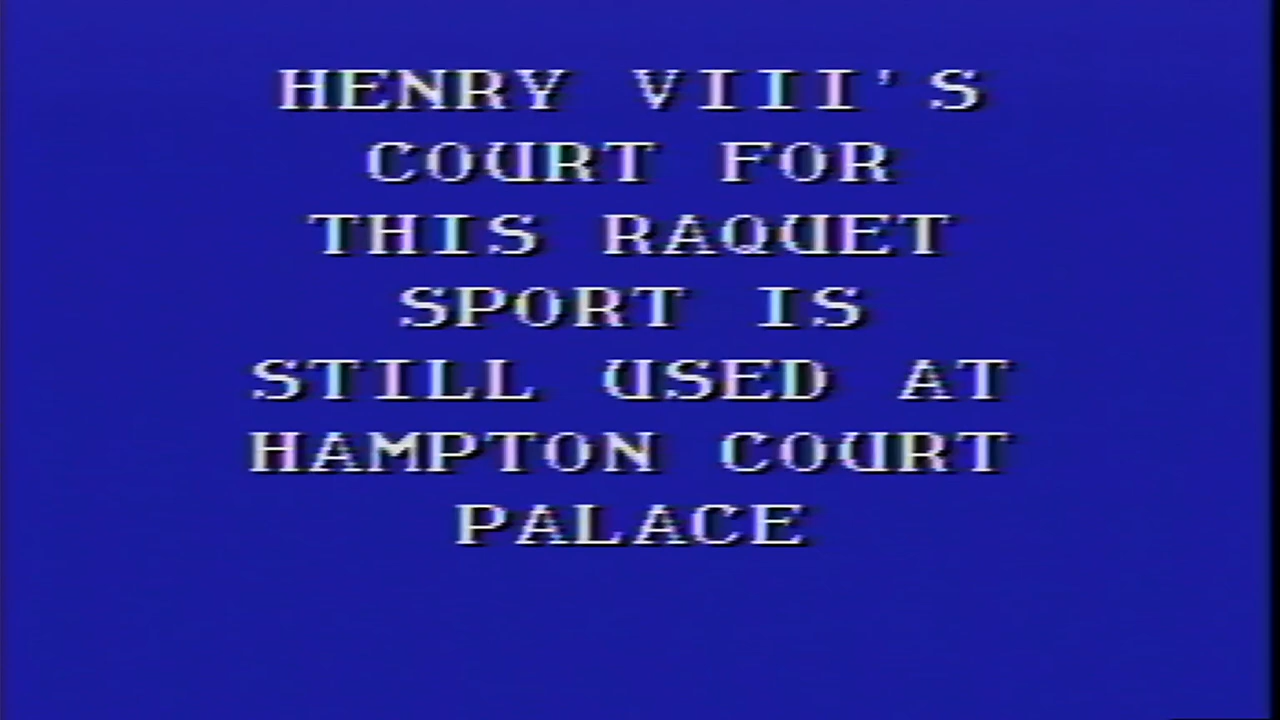 HENRY VIII'S
COURT FOR
THIS RAQUET
SPORT IS
STILL USED AT
HAMPTON COURT
PALACE